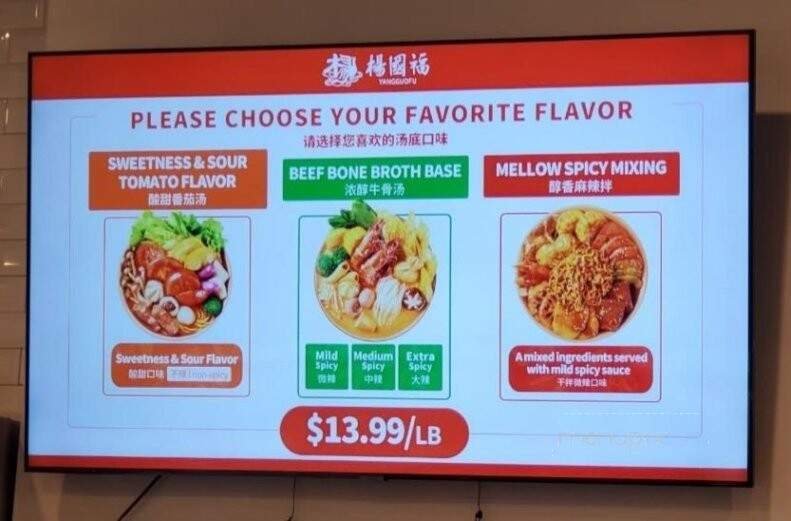 楊國福
YANGGUOFU
PLEASE CHOOSE YOUR FAVORITE FLAVOR
请选择您喜欢的汤底口味
SWEETNESS & SOUR
TOMATO FLAVOR
酸甜番茄汤
Sweetness & Sour Flavor
酸甜口味 不辣 | non-spicy
BEEF BONE BROTH BASE
浓醇牛骨汤
Mild
Spicy
微辣
Medium
Spicy
中辣
Extra
Spicy
大辣
MELLOW SPICY MIXING
醇香麻辣拌
A mixed ingredients served
with mild spicy sauce
干拌微辣口味
$13.99/LB